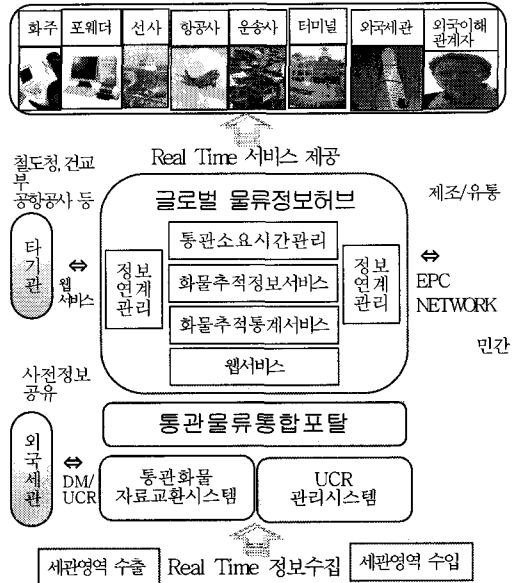 화주 포웨더 선사 항공사 운송사 터미널 외국세관 외국이해
관계자
Real Time 서비스 제공
철도청,건교
부
공항공사 등
글로벌 물류정보허브
제조/유통
타
기
관
⇔
웹
서비스
정보
연계
관리
통관소요시간관리
화물추적정보서비스
화물추적통계서비스
웹서비스
정보
연계
관리
⇔
EPC
NETWORK
민간
사전정보
공유
통관물류통합포탈
외
국
세
관
⇔
DM/
UCR
통관화물
자료교환시스템
UCR
관리시스템
세관영역 수출
Real Time 정보수집
세관영역 수입